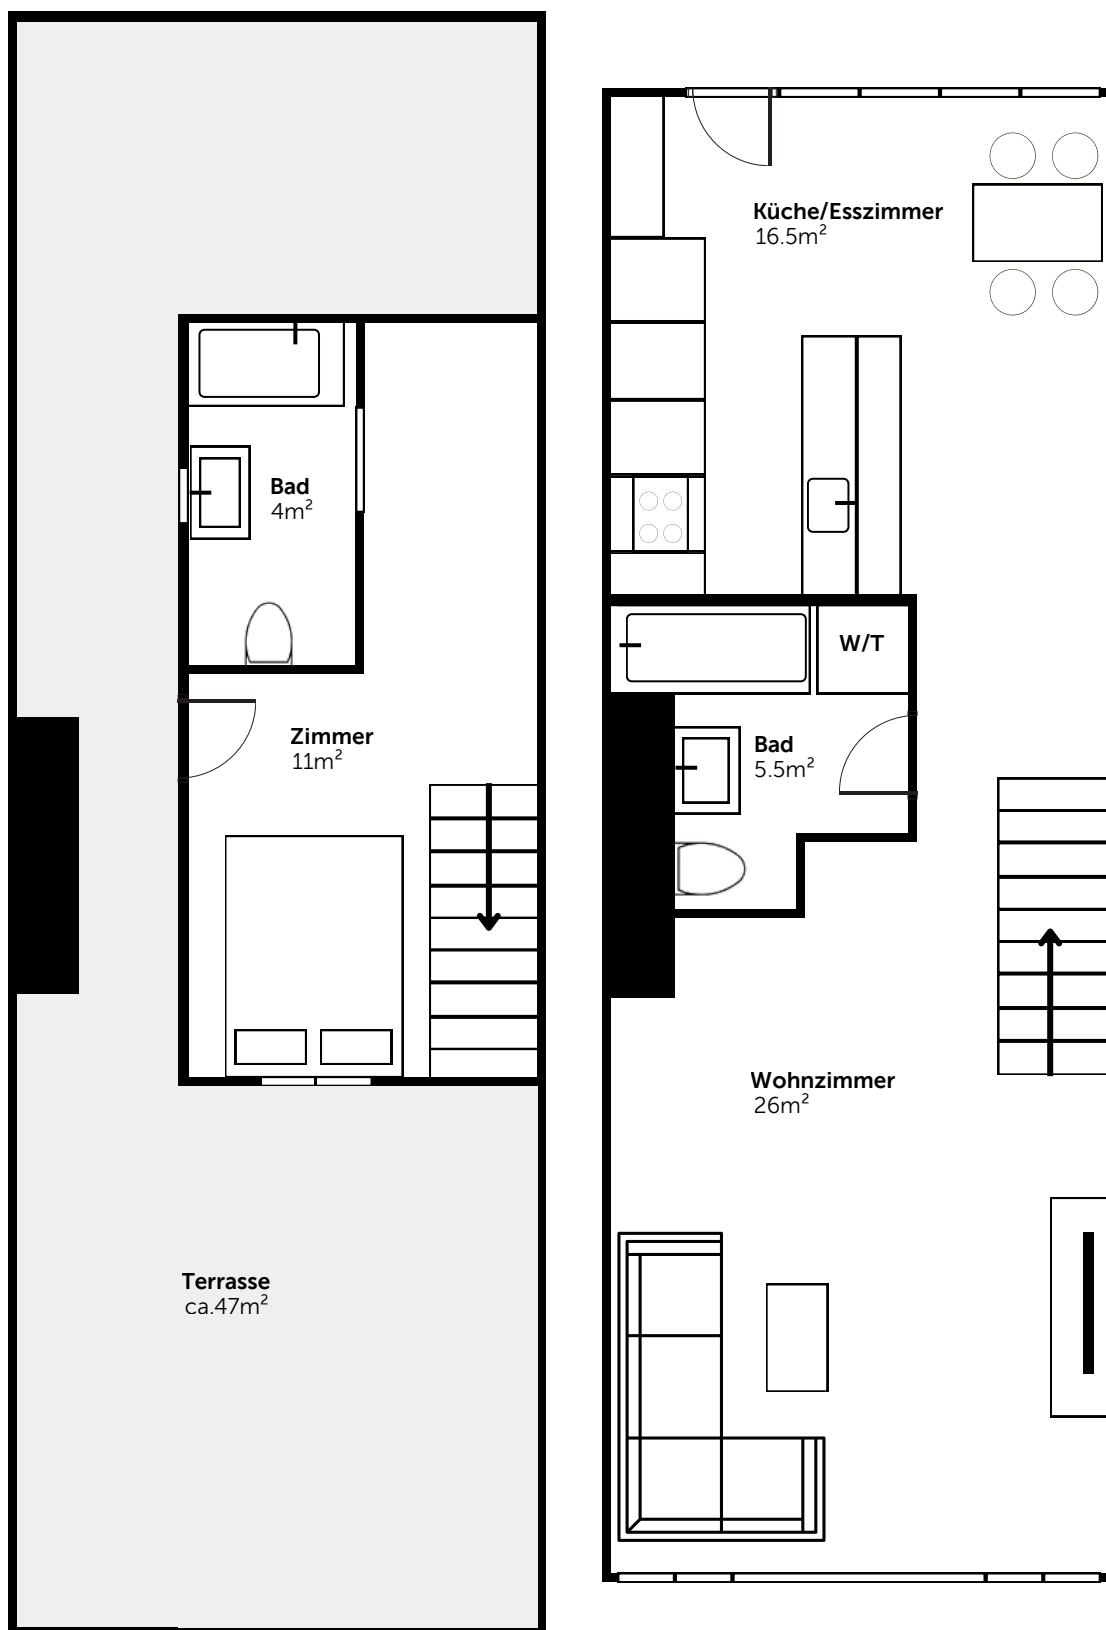 Bad
4m²
Zimmer
11m²
Terrasse
ca.47m²
Küche/Esszimmer
16.5m²
W/T
Bad
5.5m²
Wohnzimmer
26m²